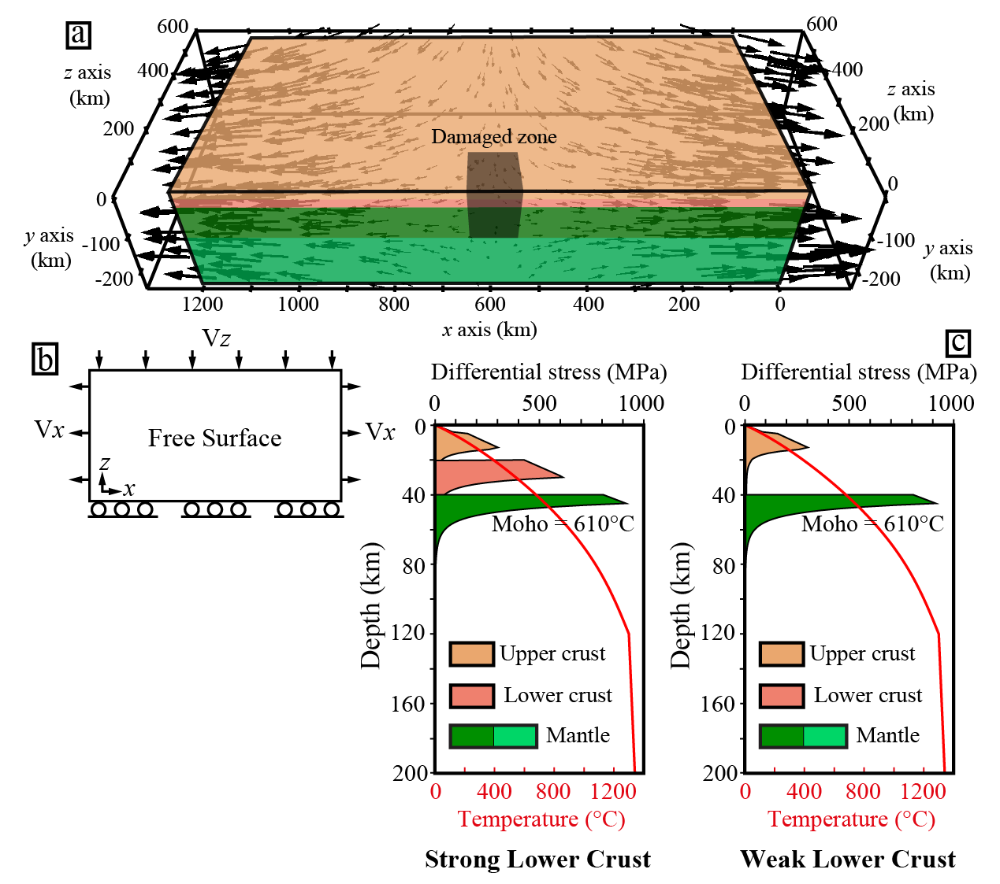 a
600
400
200
0
-100
-200
z axis
(km)
y axis
(km)
600
400
200
0
-100
-200
z axis
(km)
y axis
(km)
Damaged zone
1200
1000
800
600
400
200
0
x axis (km)
b
Vz
Vx
Vx
Free Surface
z
x
c
Differential stress (MPa)
0
500
1000
0
40
80
120
160
200
Depth (km)
Moho = 610°C
Upper crust
Lower crust
Mantle
0
400
800
1200
Temperature (°C)
Strong Lower Crust
Differential stress (MPa)
0
500
1000
0
40
80
120
160
200
Depth (km)
Moho = 610°C
Upper crust
Lower crust
Mantle
0
400
800
1200
Temperature (°C)
Weak Lower Crust